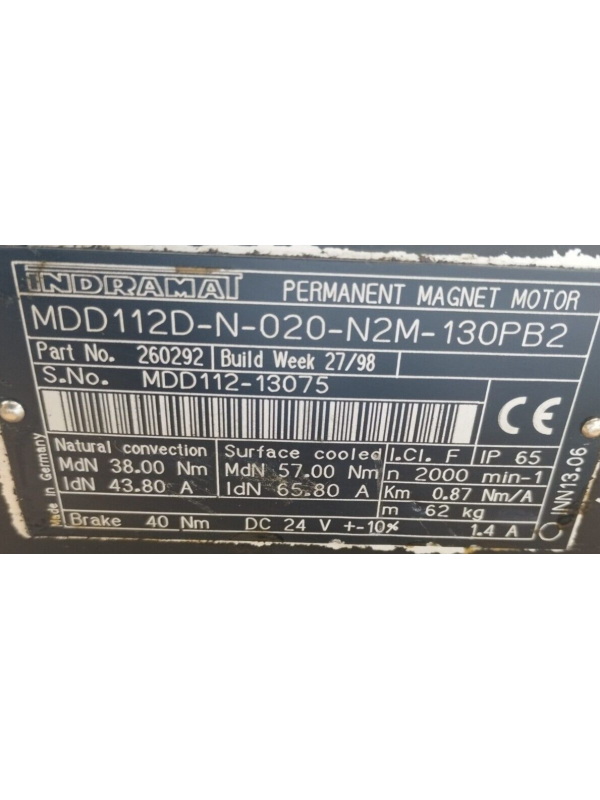 INDRAMAT PERMANENT MAGNET MOTOR
MDD112D-N-020-N2M-130PB2
Part No. 260292 Build Week 27/98
S.No. MDD112-13075
CE
Natural convection Surface cooled I.Cl. F IP 65
MdN 38.00 Nm MdN 57.00 Nm n 2000 min-1
IdN 43.80 A IdN 65.80 A Km 0.87 Nm/A
m 62 kg
Brake 40 Nm DC 24 V +-10% 1.4 A
Made in Germany
INN13.06